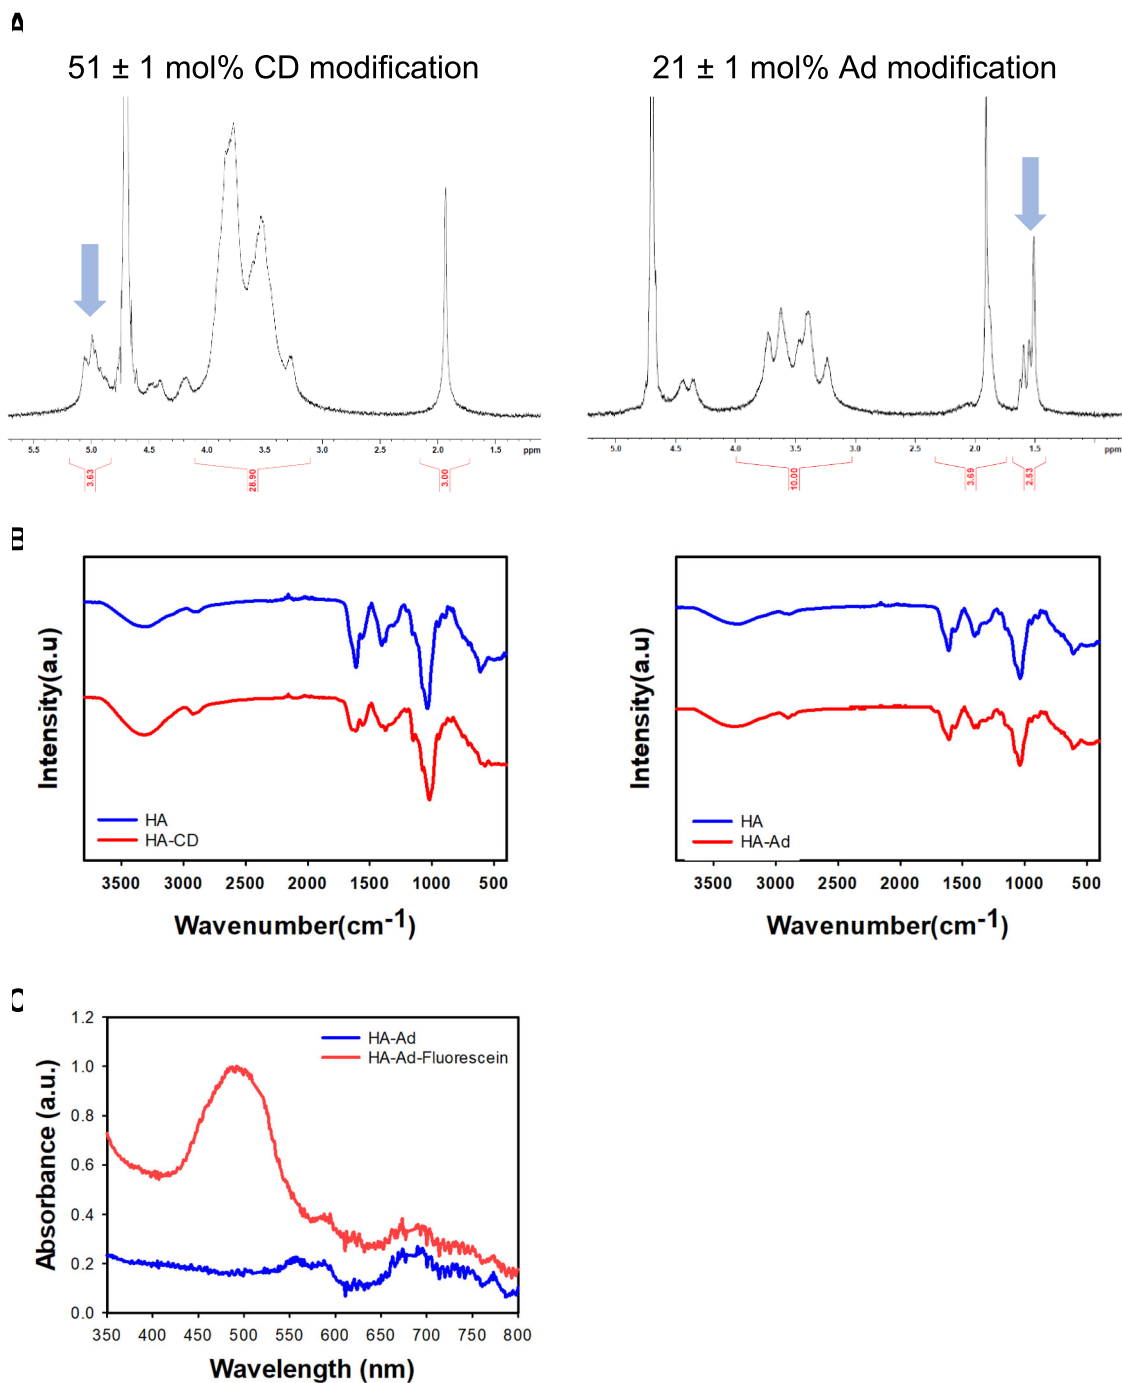 A
51 ± 1 mol% CD modification
21 ± 1 mol% Ad modification
5.5 5.0 4.5 4.0 3.5 3.0 2.5 2.0 1.5 ppm
3.63 28.90 3.00
5.0 4.5 4.0 3.5 3.0 2.5 2.0 1.5 ppm
10.00 3.69 2.53
B
Intensity(a.u)
HA
HA-CD
3500 3000 2500 2000 1500 1000 500
Wavenumber(cm-1)
Intensity(a.u)
HA
HA-Ad
3500 3000 2500 2000 1500 1000 500
Wavenumber(cm-1)
C
Absorbance (a.u.)
1.2
1.0
0.8
0.6
0.4
0.2
0.0
HA-Ad
HA-Ad-Fluorescein
350 400 450 500 550 600 650 700 750 800
Wavelength (nm)